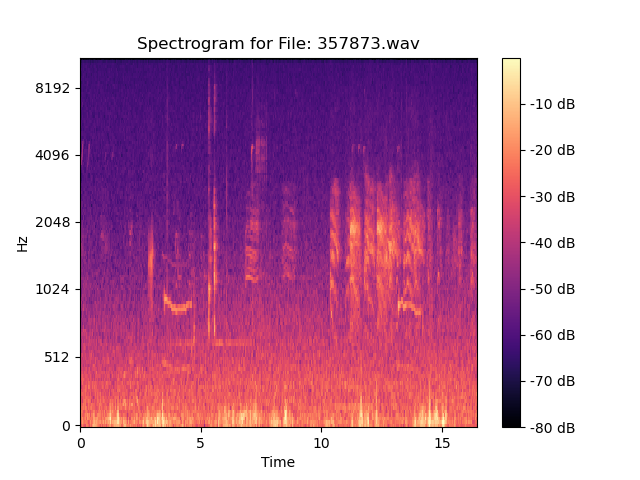 Spectrogram for File: 357873.wav
8192
4096
2048
1024
512
0
Hz
0
5
10
15
Time
-10 dB
-20 dB
-30 dB
-40 dB
-50 dB
-60 dB
-70 dB
-80 dB